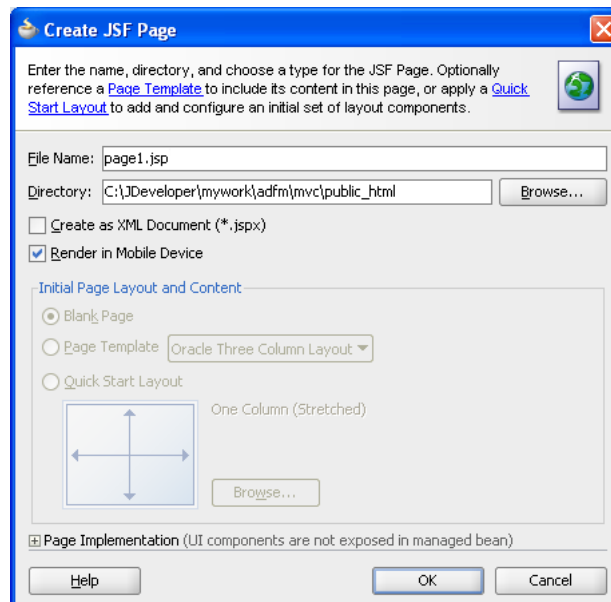 Create JSF Page
Enter the name, directory, and choose a type for the JSF Page. Optionally
reference a Page Template to include its content in this page, or apply a Quick
Start Layout to add and configure an initial set of layout components.
File Name: page1.jsp
Directory: C:\JDeveloper\mywork\adfm\mvc\public_html Browse...
Create as XML Document (*.jspx)
Render in Mobile Device
Initial Page Layout and Content
Blank Page
Page Template Oracle Three Column Layout
Quick Start Layout
One Column (Stretched)
Browse...
Page Implementation (UI components are not exposed in managed bean)
Help OK Cancel